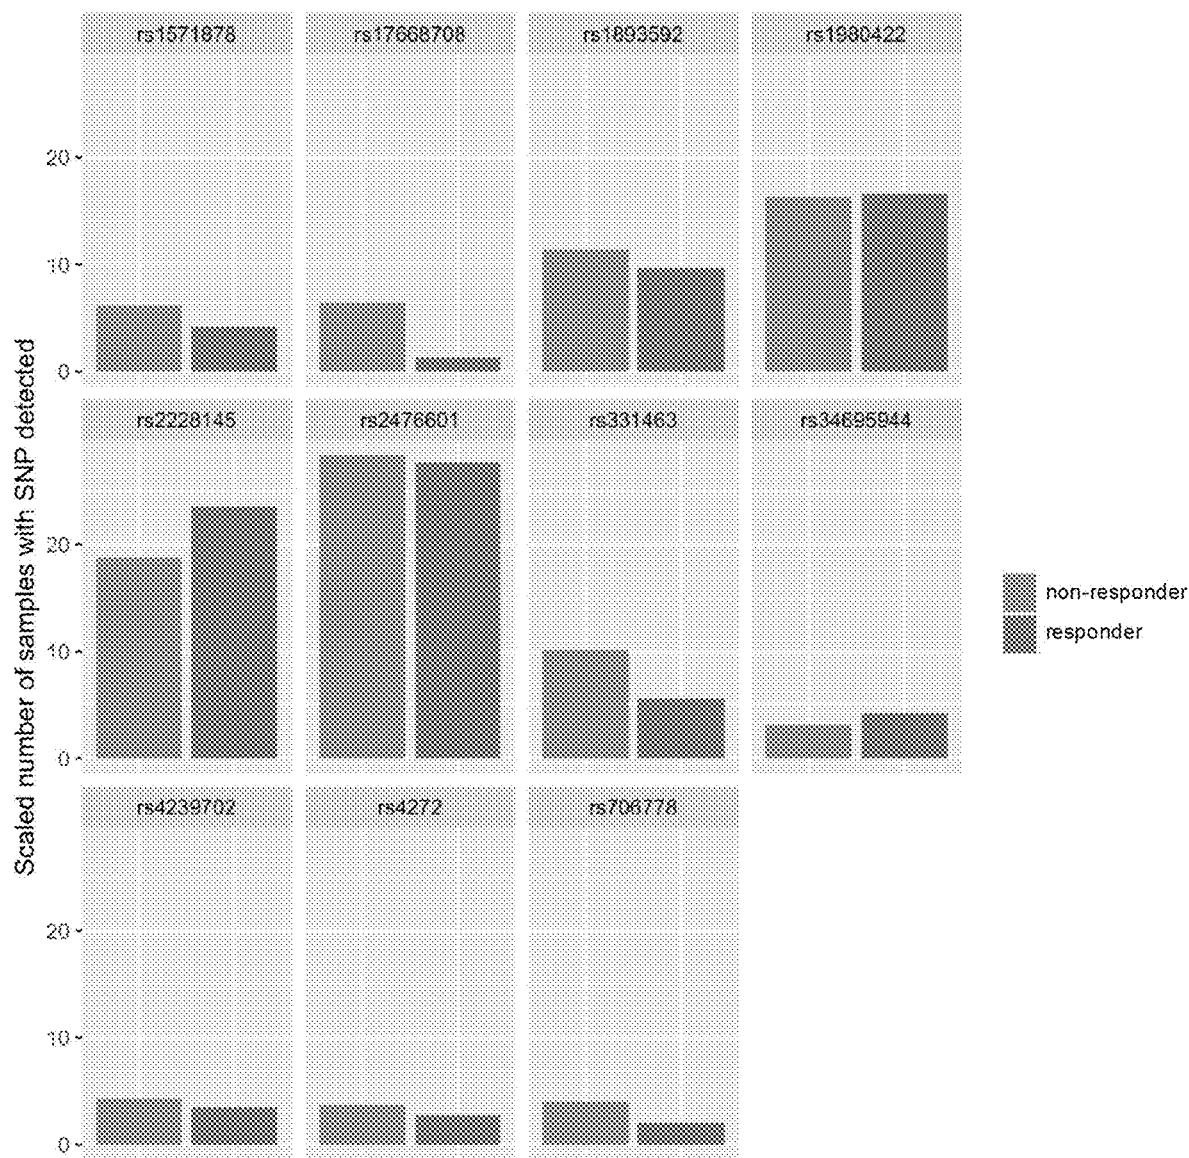 rs1571878 rs17668708 rs1893592 rs1980422
20
10
0
rs2228145 rs2476601 rs331463 rs34695944
20
10
0
rs4239702 rs4272 rs706778
20
10
0
Scaled number of samples with SNP detected
non-responder
responder